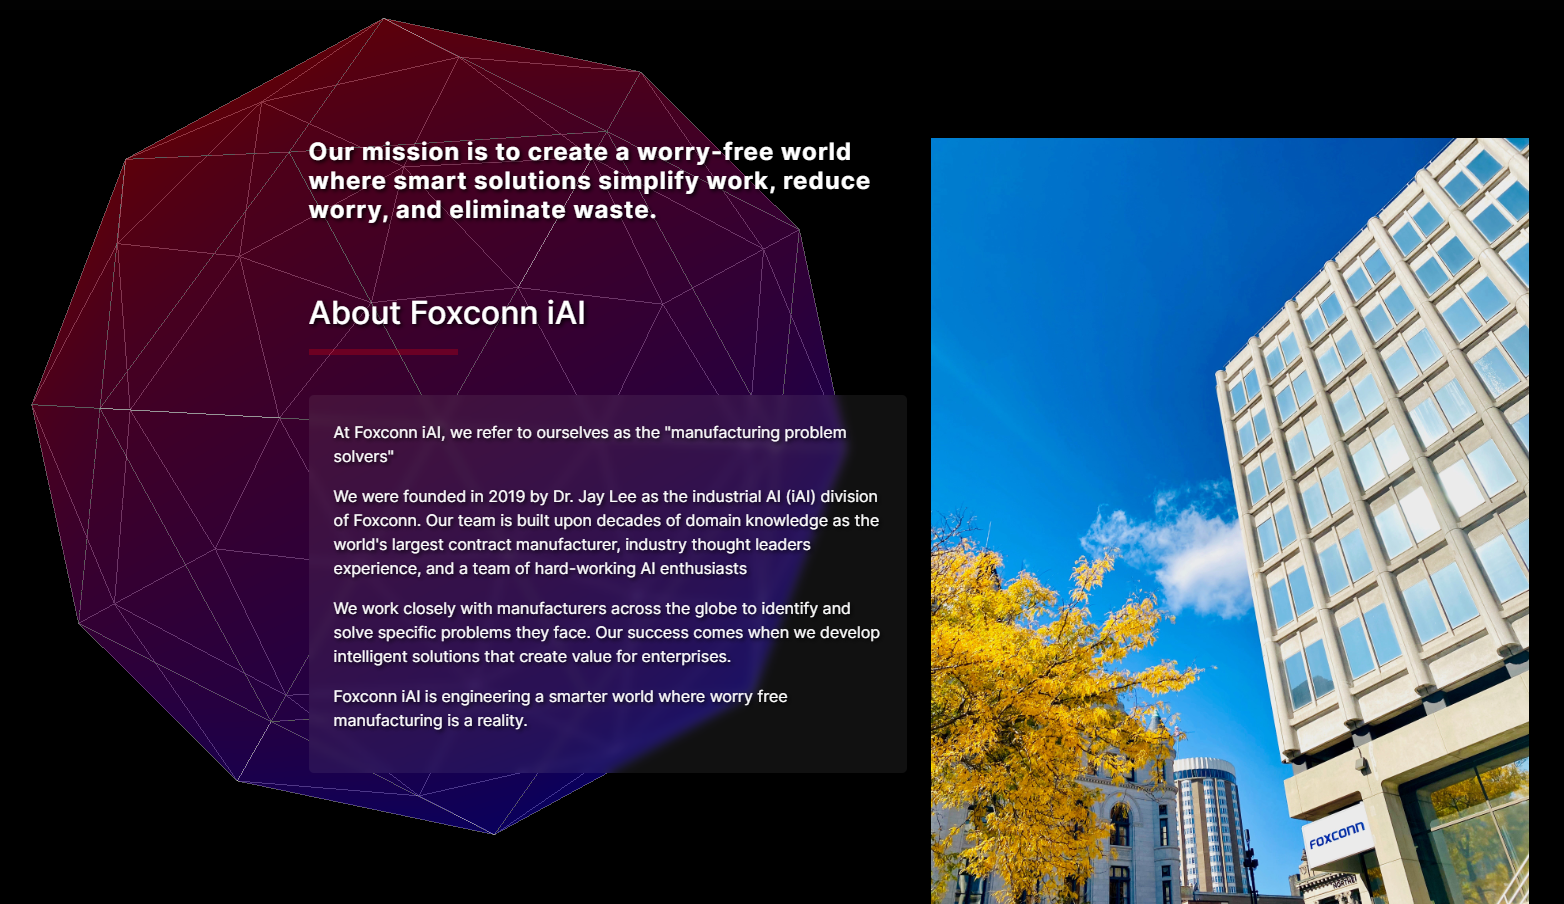 Our mission is to create a worry-free world
where smart solutions simplify work, reduce
worry, and eliminate waste.
About Foxconn iAI
At Foxconn iAI, we refer to ourselves as the "manufacturing problem
solvers"
We were founded in 2019 by Dr. Jay Lee as the industrial AI (iAI) division
of Foxconn. Our team is built upon decades of domain knowledge as the
world's largest contract manufacturer, industry thought leaders
experience, and a team of hard-working AI enthusiasts
We work closely with manufacturers across the globe to identify and
solve specific problems they face. Our success comes when we develop
intelligent solutions that create value for enterprises.
Foxconn iAI is engineering a smarter world where worry free
manufacturing is a reality.
FOXCONN